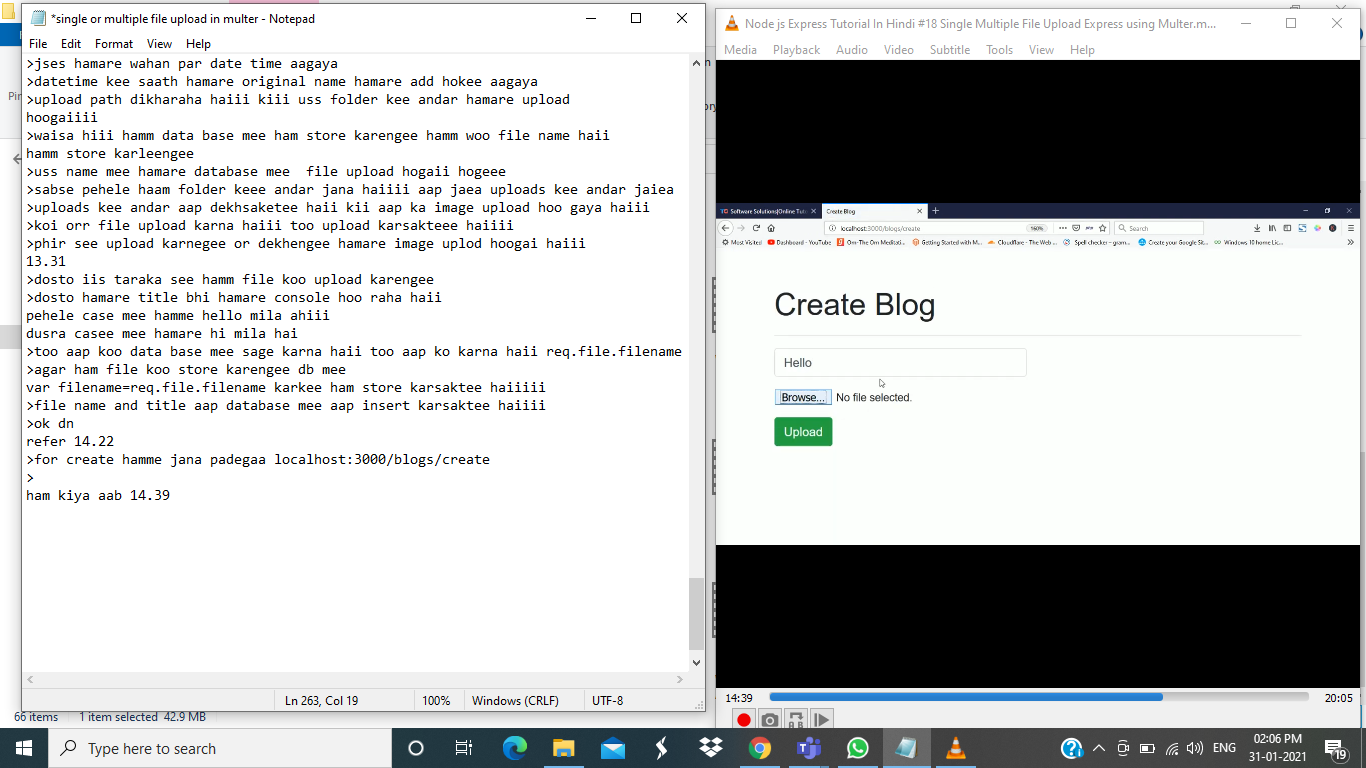 *single or multiple file upload in multer - Notepad
File Edit Format View Help
>jses hamare wahan par date time aagaya
>datetime kee saath hamare original name hamare add hokee aagaya
>upload path dikharaha haiii kiii uss folder kee andar hamare upload
hoogaiiii
>waisa hiii hamm data base mee ham store karengee hamm woo file name haii
hamm store karleengee
>uss name mee hamare database mee  file upload hogaii hogeee
>sabse pehele haam folder keee andar jana haiiii aap jaea uploads kee andar jaiea
>uploads kee andar aap dekhsaketee haii kii aap ka image upload hoo gaya haiii
>koi orr file upload karna haiii too upload karsakteee haiiii
>phir see upload karnegee or dekhengee hamare image uplod hoogai haiii
13.31
>dosto iis taraka see hamm file koo upload karengee
>dosto hamare title bhi hamare console hoo raha haii
pehele case mee hamme hello mila ahiii
dusra casee mee hamare hi mila hai
>too aap koo data base mee sage karna haii too aap ko karna haii req.file.filename
>agar ham file koo store karengee db mee
var filename=req.file.filename karkee ham store karsaktee haiiiii
>file name and title aap database mee aap insert karsaktee haiiii
>ok dn
refer 14.22
>for create hamme jana padegaa localhost:3000/blogs/create
>
ham kiya aab 14.39
Ln 263, Col 19 100% Windows (CRLF) UTF-8
66 items 1 item selected 42.9 MB
Node js Express Tutorial In Hindi #18 Single Multiple File Upload Express using Multer.m...
Media Playback Audio Video Subtitle Tools View Help
Software Solutions|Online Tut Create Blog
localhost:3000/blogs/create 160% Search
Most Visited Dashboard - YouTube Om-The Om Meditati... Getting Started with M... Cloudflare - The Web ... Spell checker – gram... Create your Google Sit... Windows 10 home Lic...
Create Blog
Hello
Browse... No file selected.
Upload
14:39 20:05
Type here to search
ENG
02:06 PM
31-01-2021
19